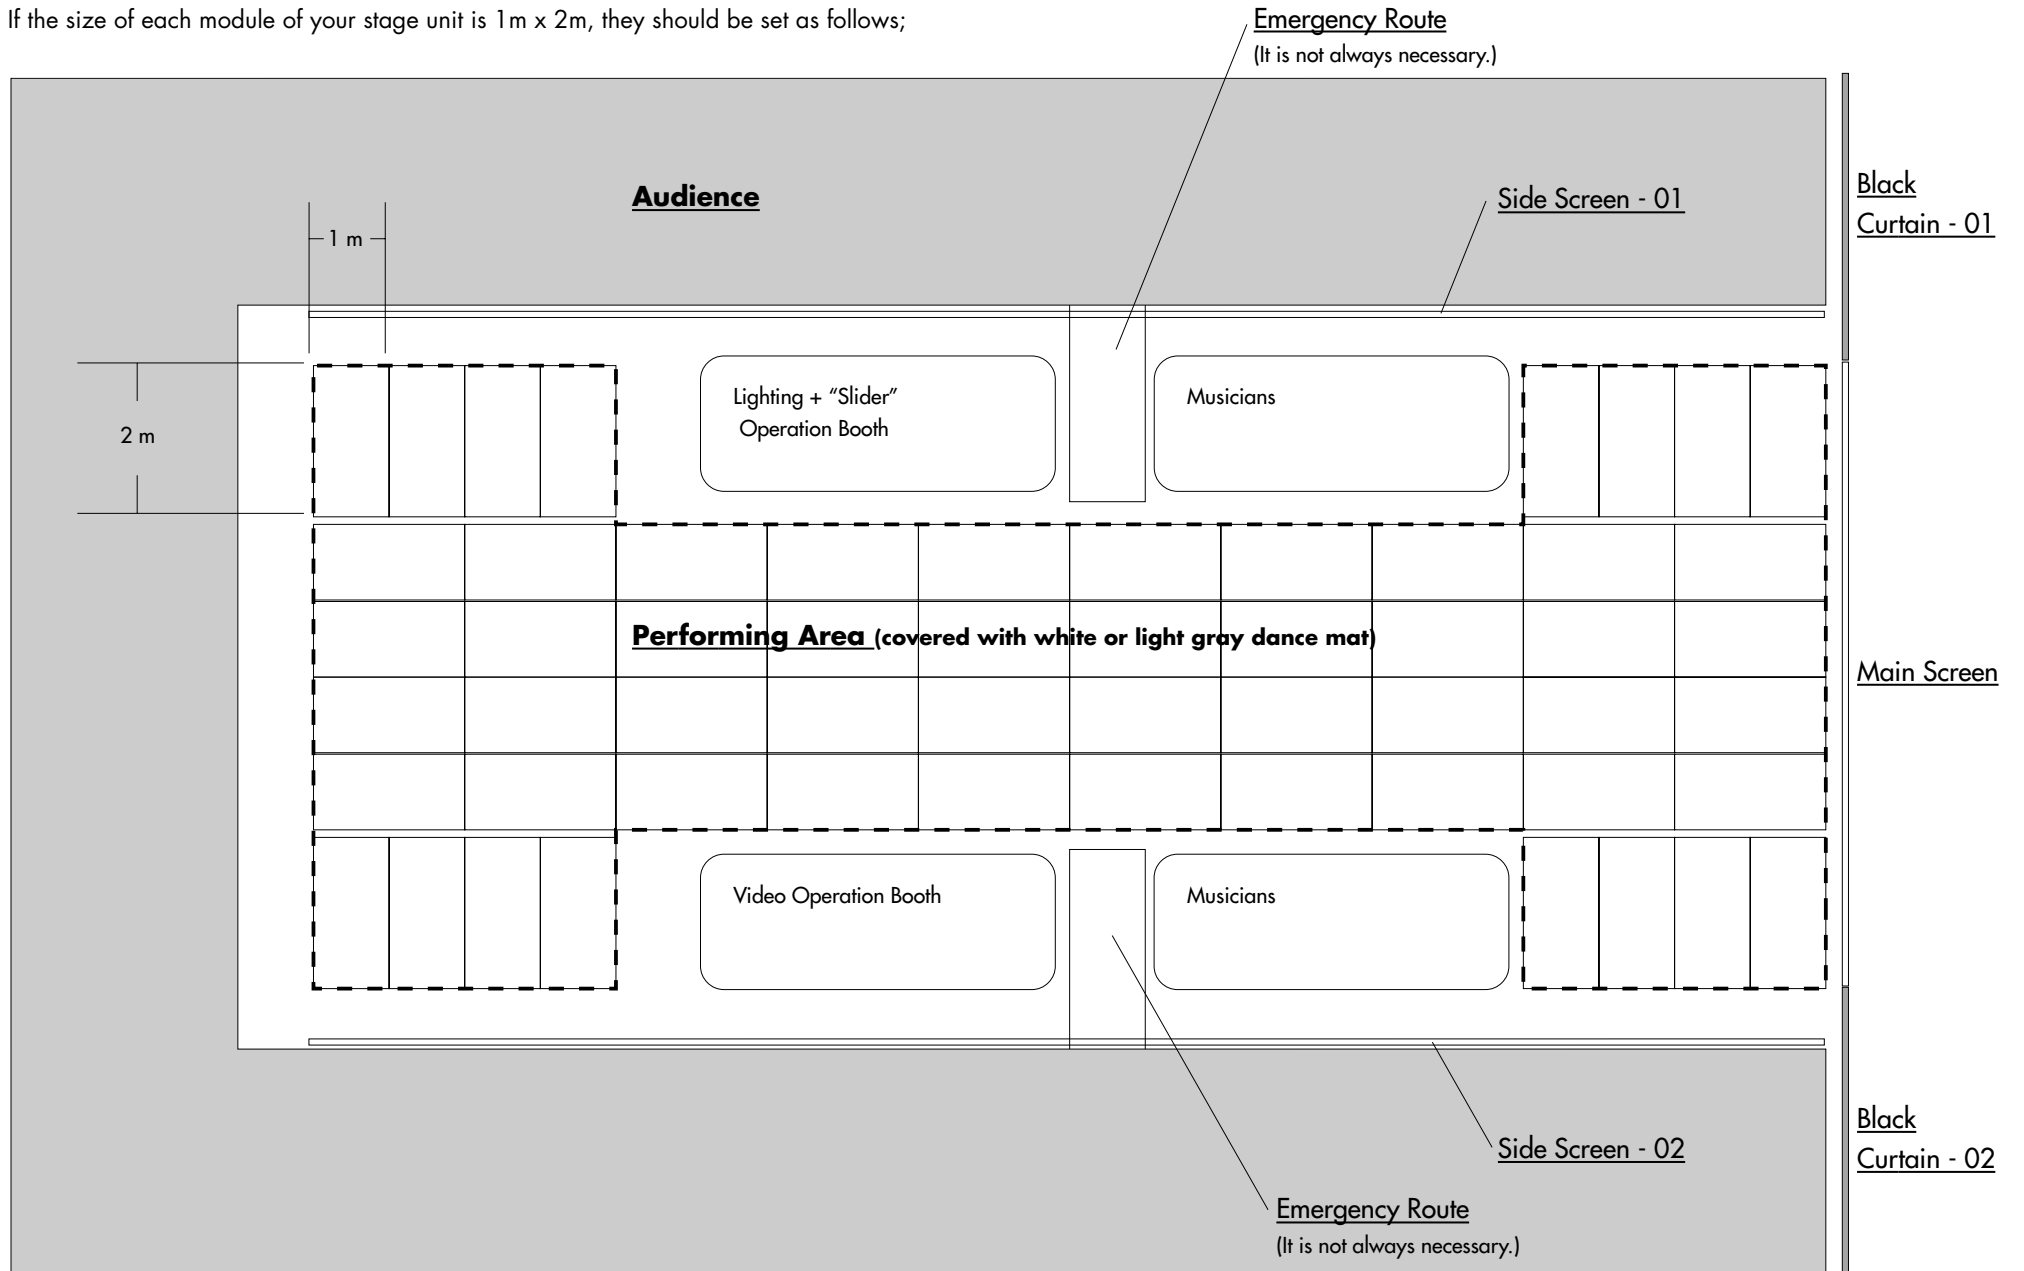 If the size of each module of your stage unit is 1m x 2m, they should be set as follows;
Emergency Route
(It is not always necessary.)
Audience
Side Screen - 01
Black
Curtain - 01
1 m
2 m
Lighting + “Slider”
Operation Booth
Musicians
Performing Area (covered with white or light gray dance mat)
Main Screen
Video Operation Booth
Musicians
Side Screen - 02
Black
Curtain - 02
Emergency Route
(It is not always necessary.)